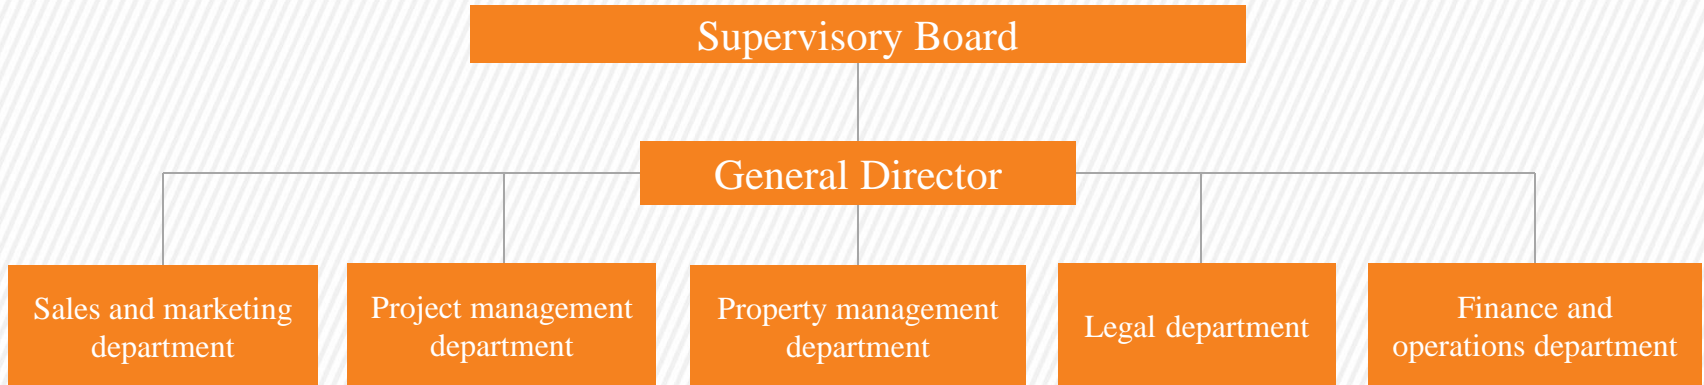 Supervisory Board
General Director
Sales and marketing
department
Project management
department
Property management
department
Legal department
Finance and
operations department